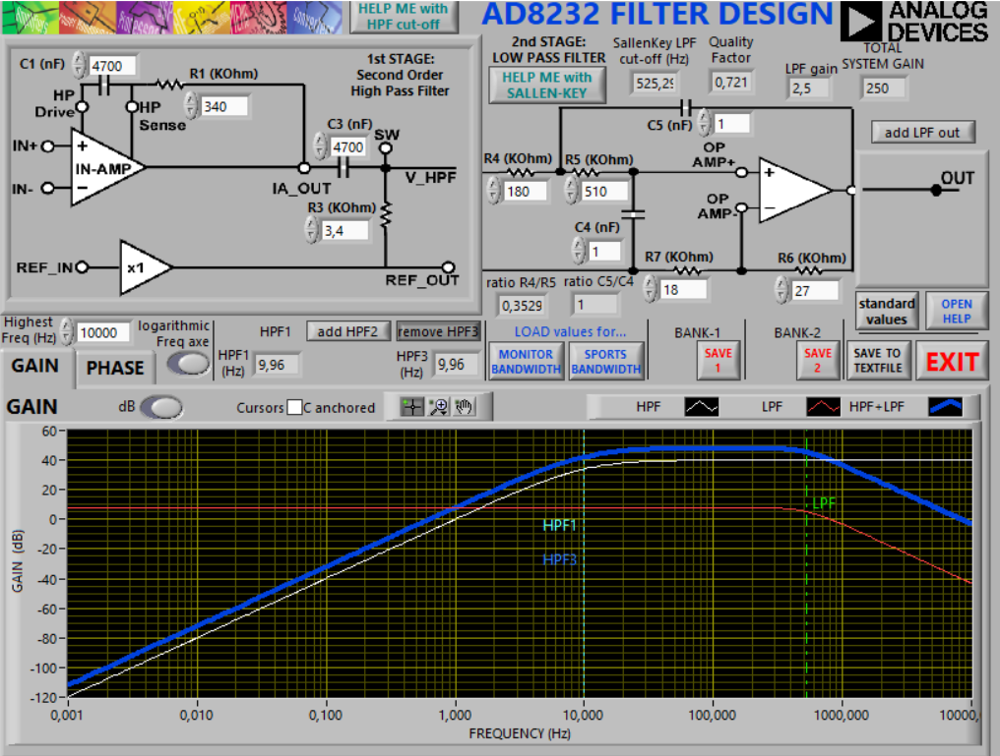 HELP ME with
HPF cut-off
AD8232 FILTER DESIGN
ANALOG
DEVICES
C1 (nF)
4700
R1 (KOhm)
340
1st STAGE:
Second Order
High Pass Filter
HP
Drive
HP
Sense
C3 (nF)
4700
SW
IN+
IN-
+
-
IN-AMP
IA_OUT
V_HPF
R3 (KOhm)
3,4
REF_IN
x1
REF_OUT
2nd STAGE:
LOW PASS FILTER
HELP ME with
SALLEN-KEY
SallenKey LPF
cut-off (Hz)
525,29
Quality
Factor
0,721
LPF gain
2,5
TOTAL
SYSTEM GAIN
250
C5 (nF)
1
add LPF out
R4 (KOhm)
180
R5 (KOhm)
510
OP
AMP+
OP
AMP-
+
-
OUT
C4 (nF)
1
R7 (KOhm)
18
R6 (KOhm)
27
ratio R4/R5
0,3529
ratio C5/C4
1
standard
values
OPEN
HELP
Highest
Freq (Hz)
10000
logarithmic
Freq axe
HPF1
add HPF2
remove HPF3
HPF1
(Hz)
9,96
HPF3
(Hz)
9,96
LOAD values for...
MONITOR
BANDWIDTH
SPORTS
BANDWIDTH
BANK-1
SAVE
1
BANK-2
SAVE
2
SAVE TO
TEXTFILE
EXIT
GAIN
PHASE
GAIN
dB
Cursors
C anchored
HPF
LPF
HPF+LPF
60
40
20
0
-20
-40
-60
-80
-100
-120
GAIN (dB)
LPF
HPF1
HPF3
0,001
0,010
0,100
1,000
10,000
100,000
1000,000
10000,
FREQUENCY (Hz)